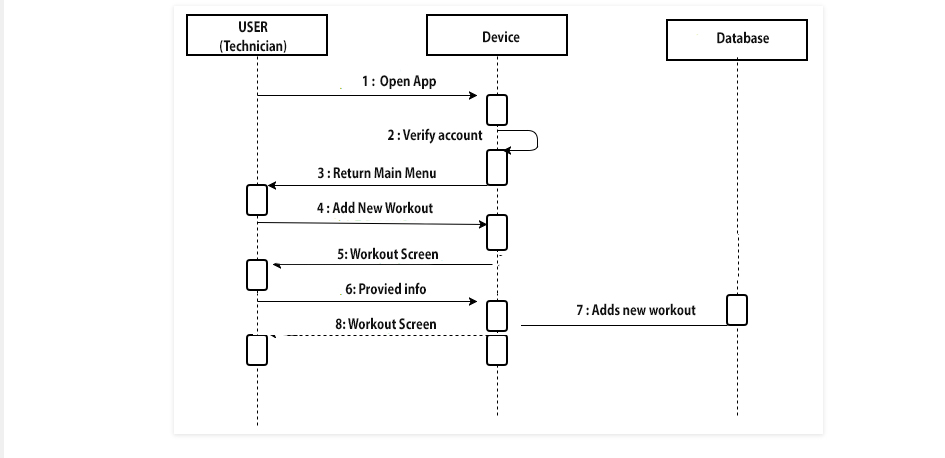 USER
(Technician)
Device
Database
1 : Open App
2 : Verify account
3 : Return Main Menu
4 : Add New Workout
5: Workout Screen
6: Provied info
7 : Adds new workout
8: Workout Screen